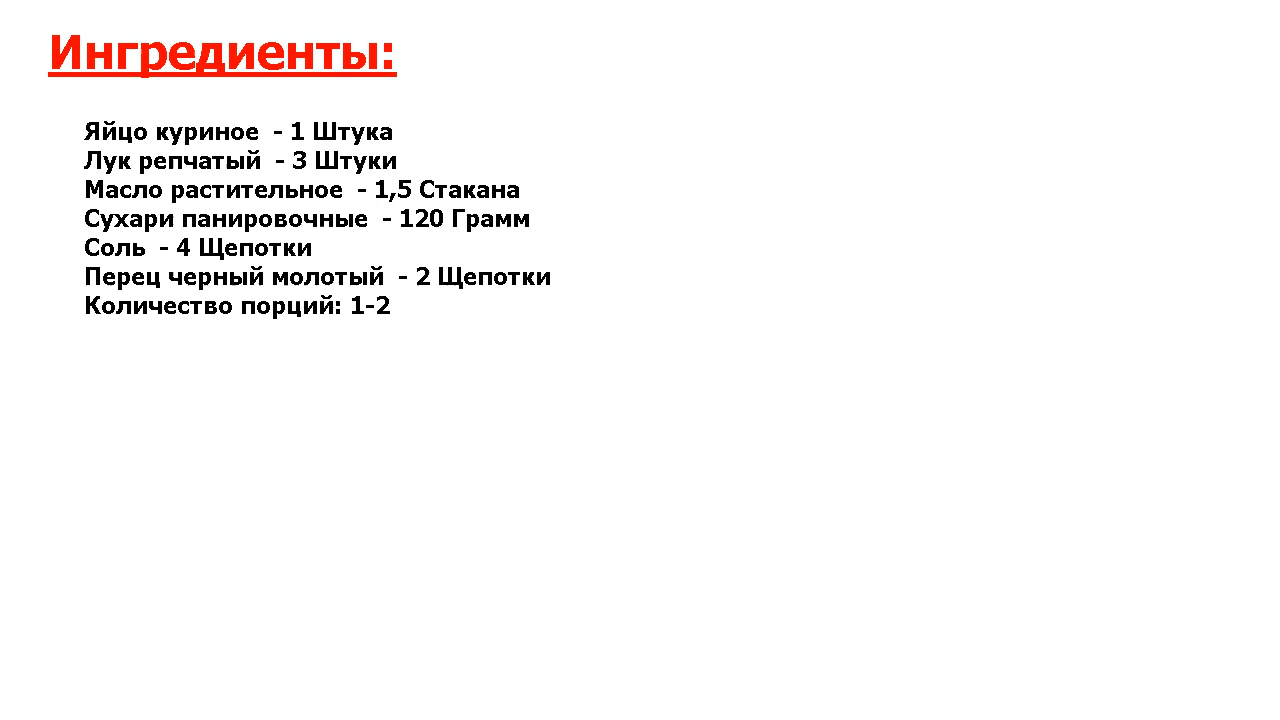 Ингредиенты:
Яйцо куриное  - 1 Штука
Лук репчатый  - 3 Штуки
Масло растительное  - 1,5 Стакана
Сухари панировочные  - 120 Грамм
Соль  - 4 Щепотки
Перец черный молотый  - 2 Щепотки
Количество порций: 1-2